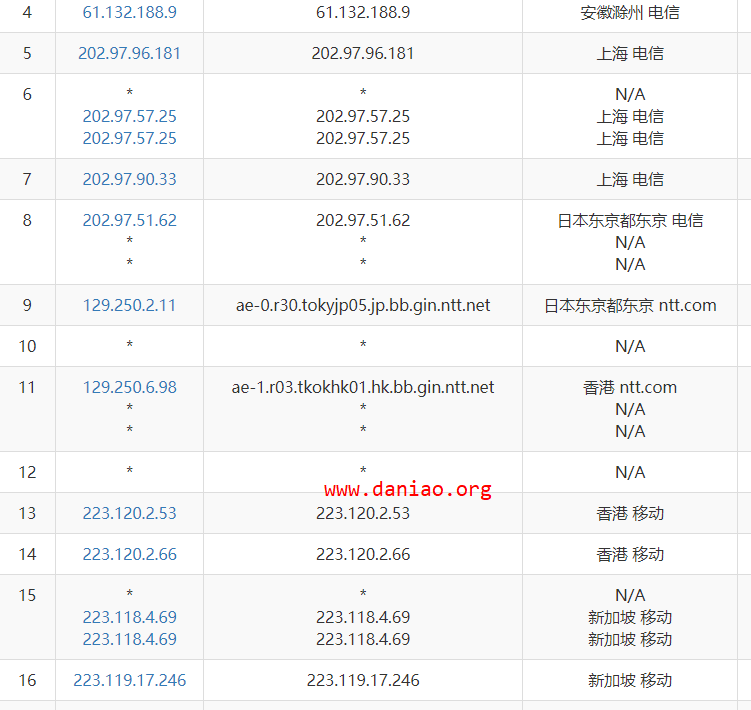 4 61.132.188.9 61.132.188.9 安徽滁州 电信
5 202.97.96.181 202.97.96.181 上海 电信
6 * * N/A
202.97.57.25 202.97.57.25 上海 电信
202.97.57.25 202.97.57.25 上海 电信
7 202.97.90.33 202.97.90.33 上海 电信
8 202.97.51.62 202.97.51.62 日本东京都东京 电信
* * N/A
* * N/A
9 129.250.2.11 ae-0.r30.tokyjp05.jp.bb.gin.ntt.net 日本东京都东京 ntt.com
10 * * N/A
11 129.250.6.98 ae-1.r03.tkokhk01.hk.bb.gin.ntt.net 香港 ntt.com
* * N/A
* * N/A
12 * * N/A
www.daniao.org
13 223.120.2.53 223.120.2.53 香港 移动
14 223.120.2.66 223.120.2.66 香港 移动
15 * * N/A
223.118.4.69 223.118.4.69 新加坡 移动
223.118.4.69 223.118.4.69 新加坡 移动
16 223.119.17.246 223.119.17.246 新加坡 移动